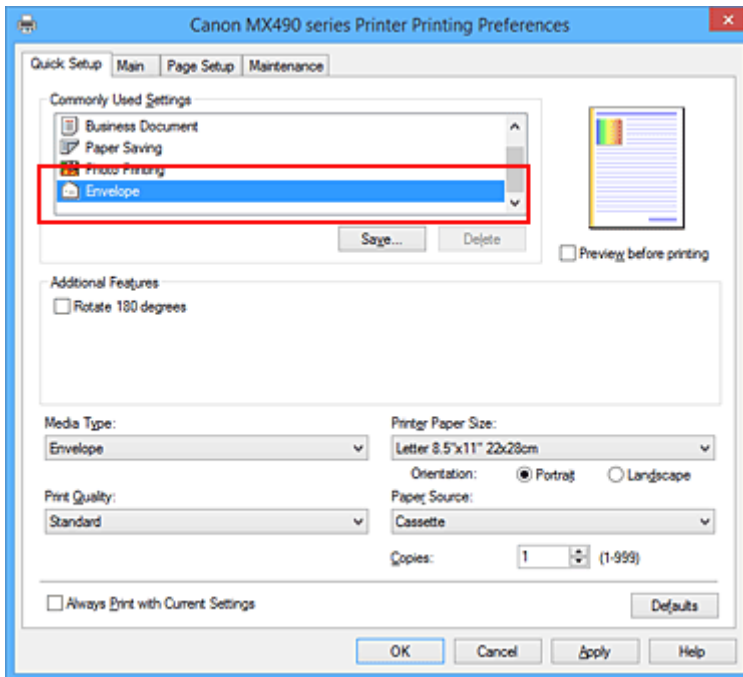 Canon MX490 series Printer Printing Preferences
Quick Setup Main Page Setup Maintenance
Commonly Used Settings
Business Document
Paper Saving
Photo Printing
Envelope
Save... Delete
Preview before printing
Additional Features
Rotate 180 degrees
Media Type: Printer Paper Size:
Envelope Letter 8.5"x11" 22x28cm
Orientation: Portrait Landscape
Print Quality: Paper Source:
Standard Cassette
Copies: 1 (1-999)
Always Print with Current Settings Defaults
OK Cancel Apply Help